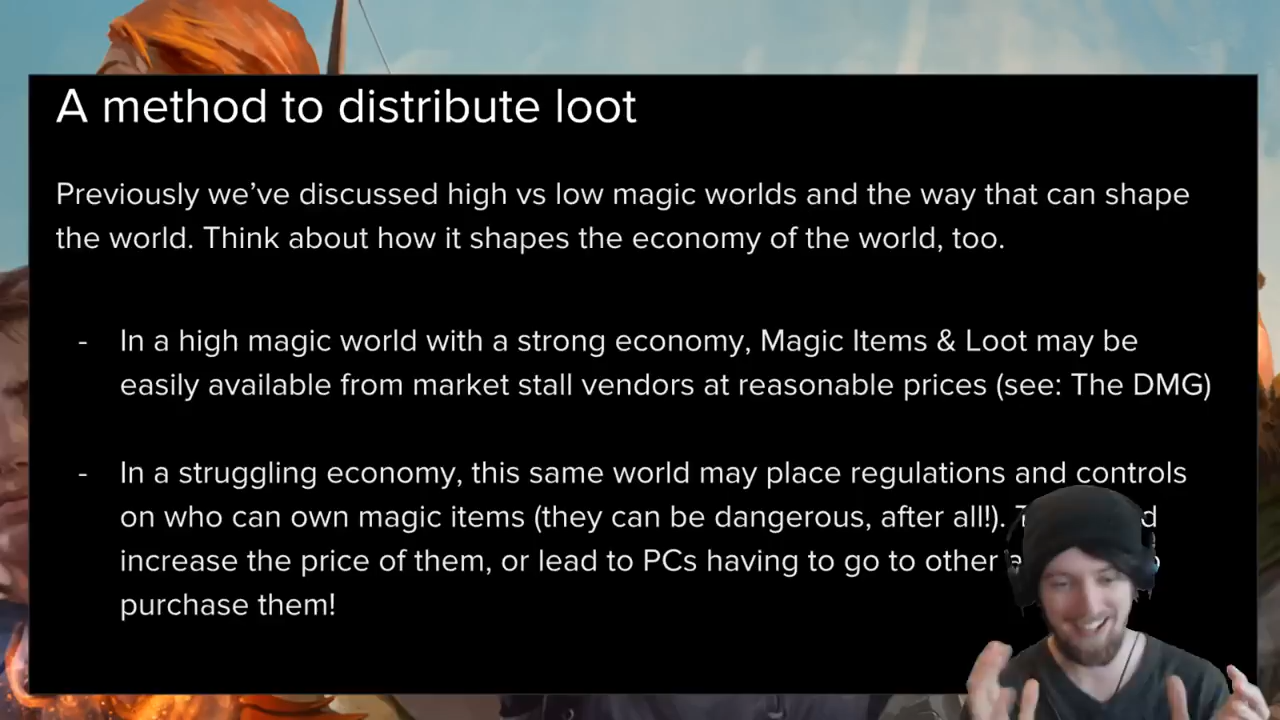 A method to distribute loot
Previously we’ve discussed high vs low magic worlds and the way that can shape
the world. Think about how it shapes the economy of the world, too.
- In a high magic world with a strong economy, Magic Items & Loot may be
easily available from market stall vendors at reasonable prices (see: The DMG)
- In a struggling economy, this same world may place regulations and controls
on who can own magic items (they can be dangerous, after all!).
increase the price of them, or lead to PCs having to go to other
purchase them!